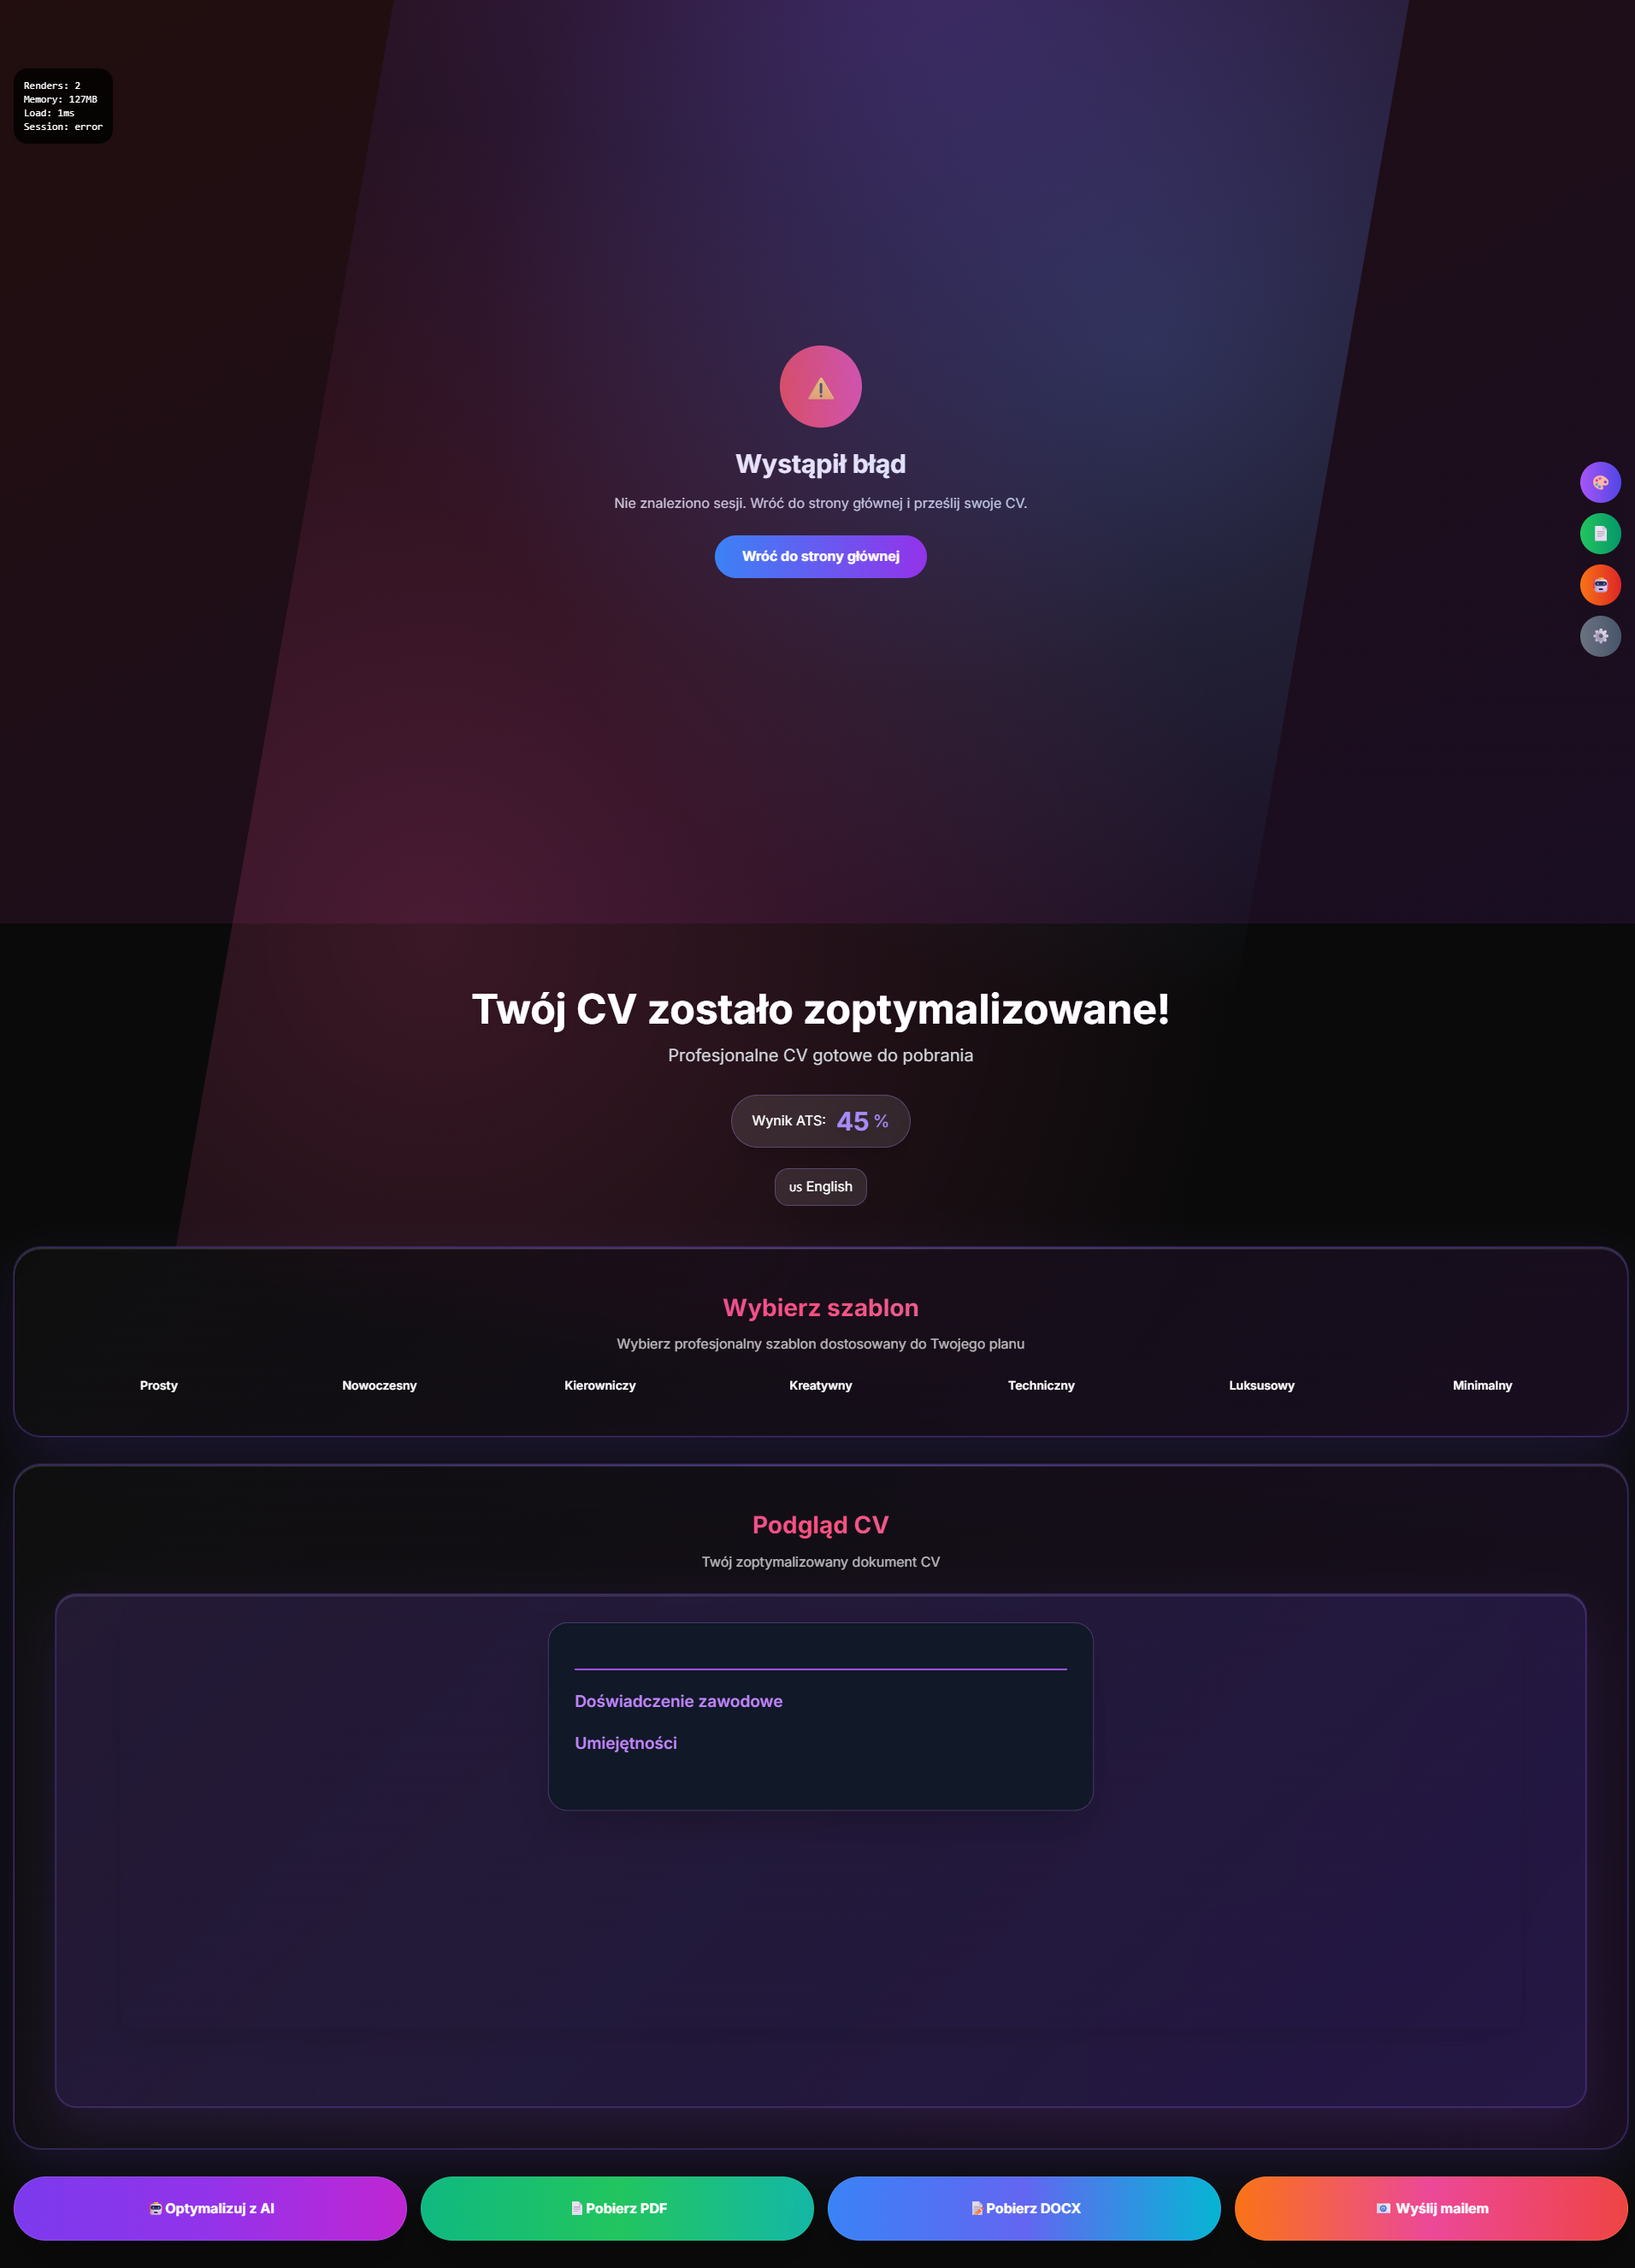 Renders: 2
Memory: 127MB
Load: 1ms
Session: error
Wystąpił błąd
Nie znaleziono sesji. Wróć do strony głównej i prześlij swoje CV.
Wróć do strony głównej
Twój CV zostało zoptymalizowane!
Profesjonalne CV gotowe do pobrania
Wynik ATS: 45 %
US English
Wybierz szablon
Wybierz profesjonalny szablon dostosowany do Twojego planu
Prosty Nowoczesny Kierowniczy Kreatywny Techniczny Luksusowy Minimalny
Podgląd CV
Twój zoptymalizowany dokument CV
Doświadczenie zawodowe
Umiejętności
Optymalizuj z AI Pobierz PDF Pobierz DOCX Wyślij mailem